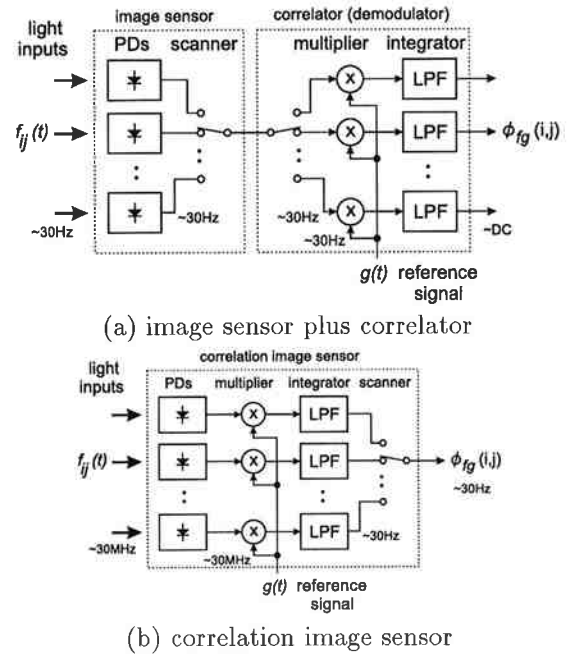 image sensor
correlator (demodulator)
light
inputs
PDs scanner
multiplier integrator
X LPF
f_ij (t)
X LPF
ϕ_fg (i,j)
X LPF
~30Hz
~30Hz
~30Hz
~30Hz
~DC
g(t) reference
signal
(a) image sensor plus correlator
correlation image sensor
light
inputs
PDs multiplier integrator scanner
X LPF
f_ij (t)
X LPF
ϕ_fg (i,j)
~30Hz
X LPF
~30MHz
~30MHz
~30Hz
g(t) reference
signal
(b) correlation image sensor